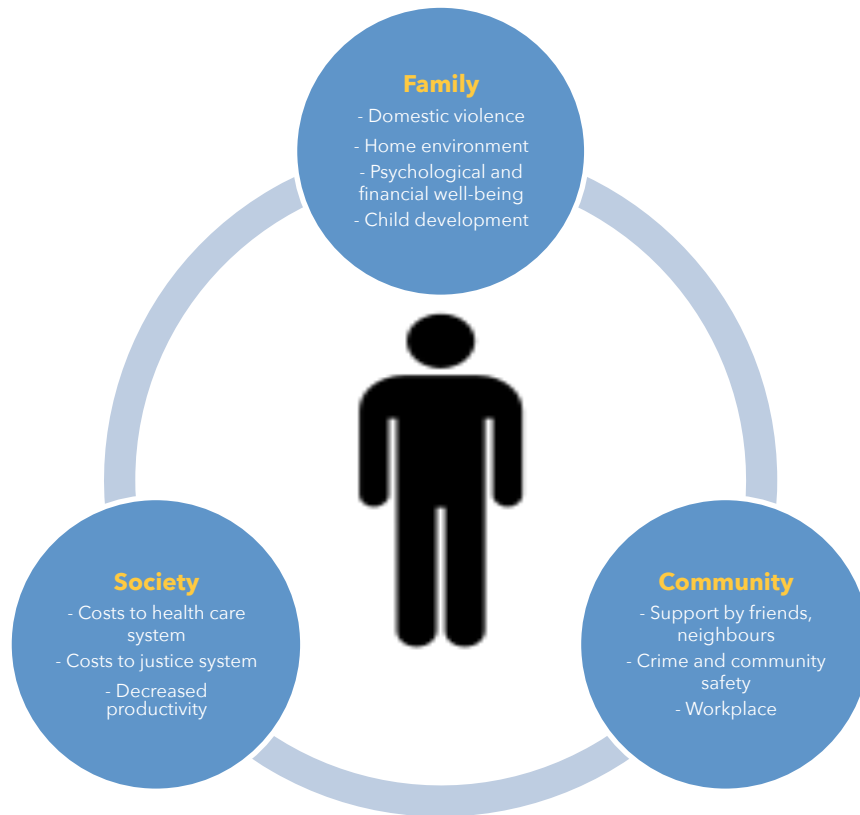 Family
- Domestic violence
- Home environment
- Psychological and
financial well-being
- Child development
Society
- Costs to health care
system
- Costs to justice system
- Decreased
productivity
Community
- Support by friends,
neighbours
- Crime and community
safety
- Workplace